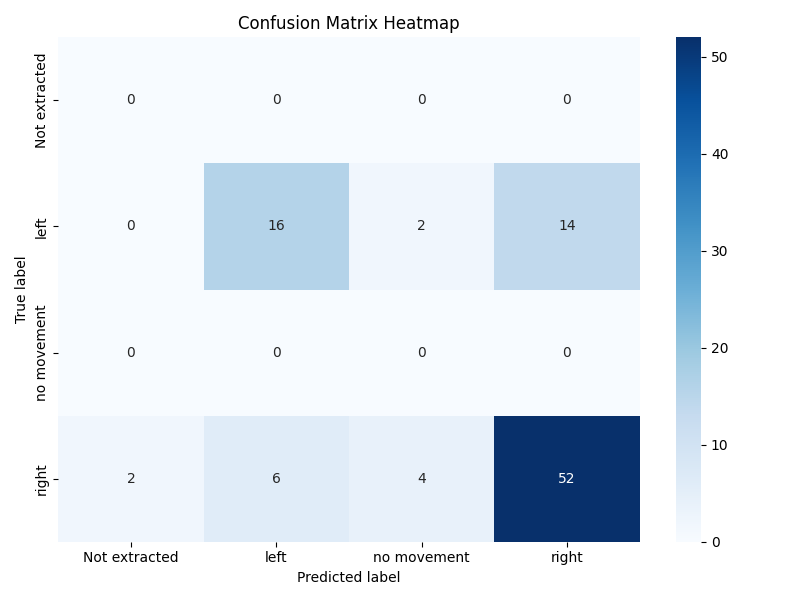 Confusion Matrix Heatmap
True label
Not extracted
0 0 0 0
left
0 16 2 14
no movement
0 0 0 0
right
2 6 4 52
Not extracted left no movement right
Predicted label
50
40
30
20
10
0